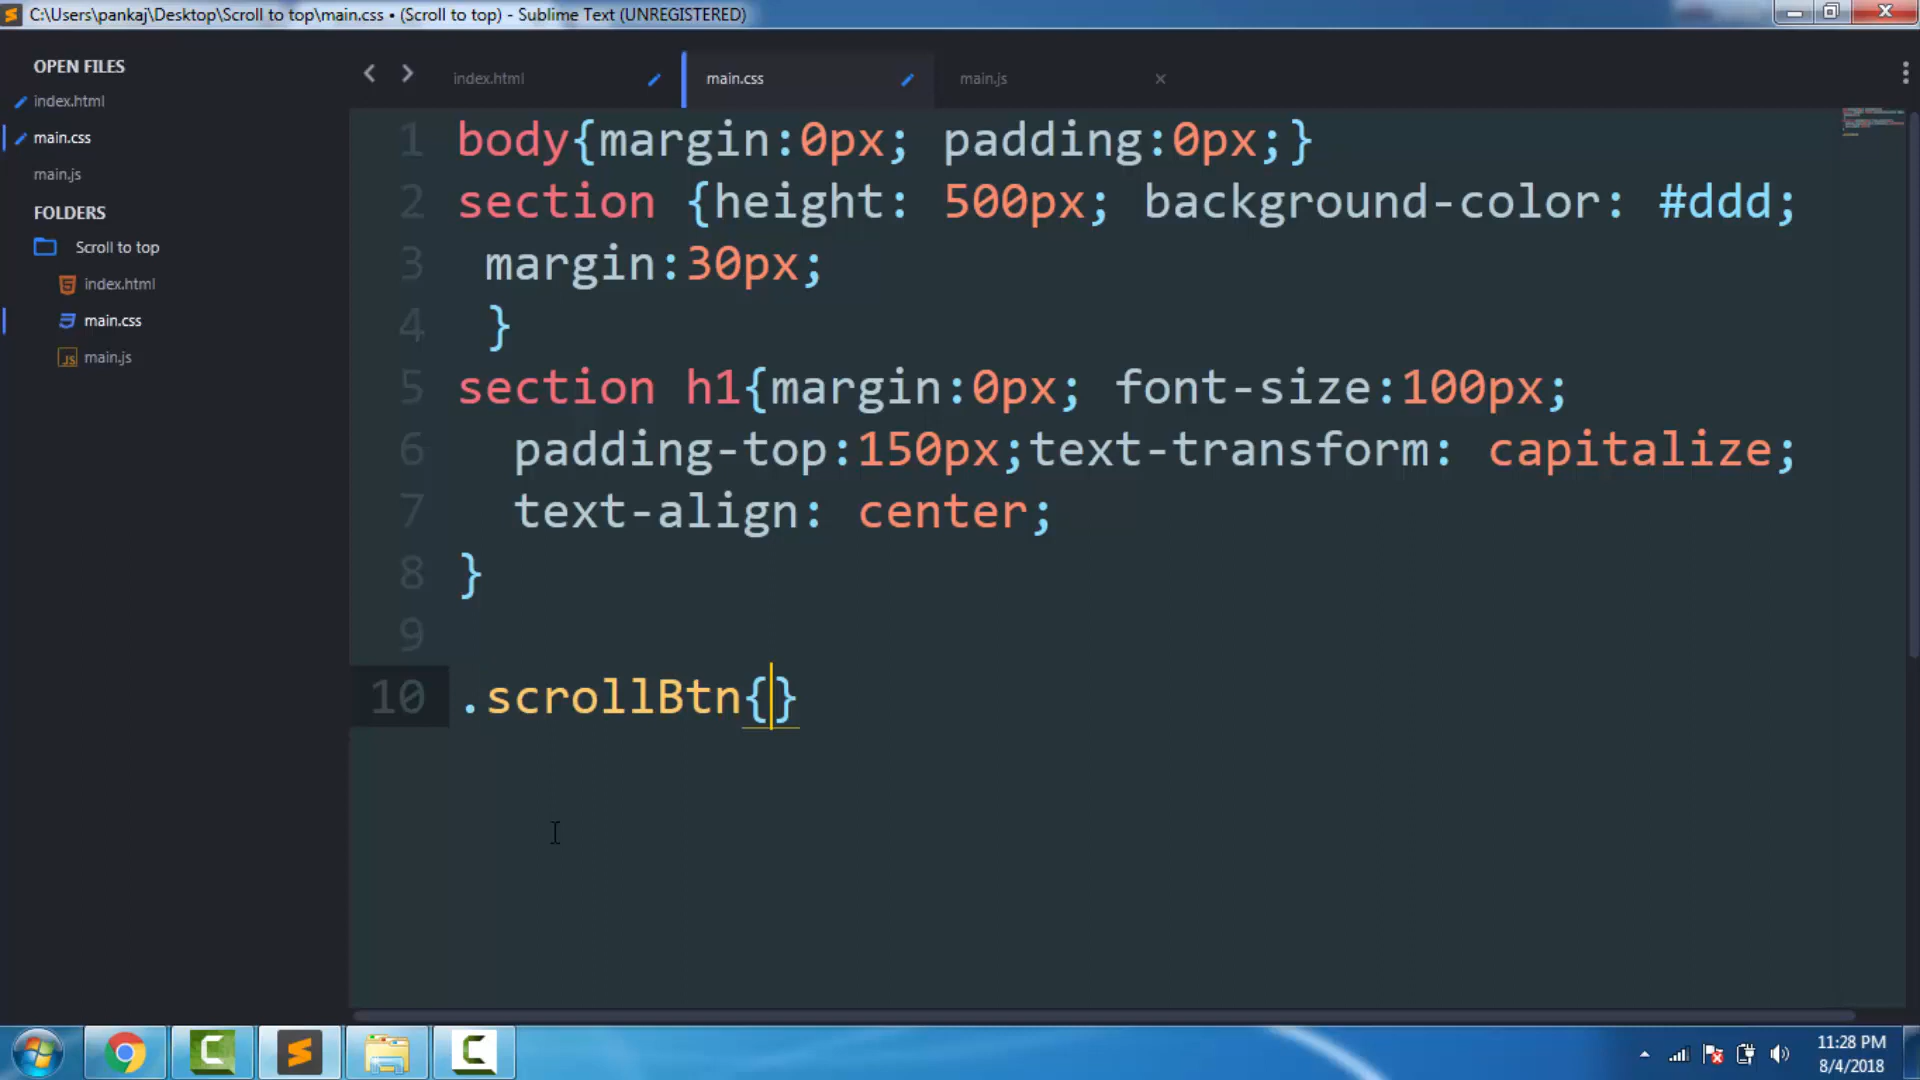 C:\Users\pankaj\Desktop\Scroll to top\main.css • (Scroll to top) - Sublime Text (UNREGISTERED)
OPEN FILES
index.html
main.css
main.js
FOLDERS
Scroll to top
index.html
main.css
JS main.js
index.html
main.css
main.js
1 body{margin:0px; padding:0px;}
2 section {height: 500px; background-color: #ddd;
3 margin:30px;
4 }
5 section h1{margin:0px; font-size:100px;
6 padding-top:150px;text-transform: capitalize;
7 text-align: center;
8 }
9
10 .scrollBtn{}
11:28 PM
8/4/2018